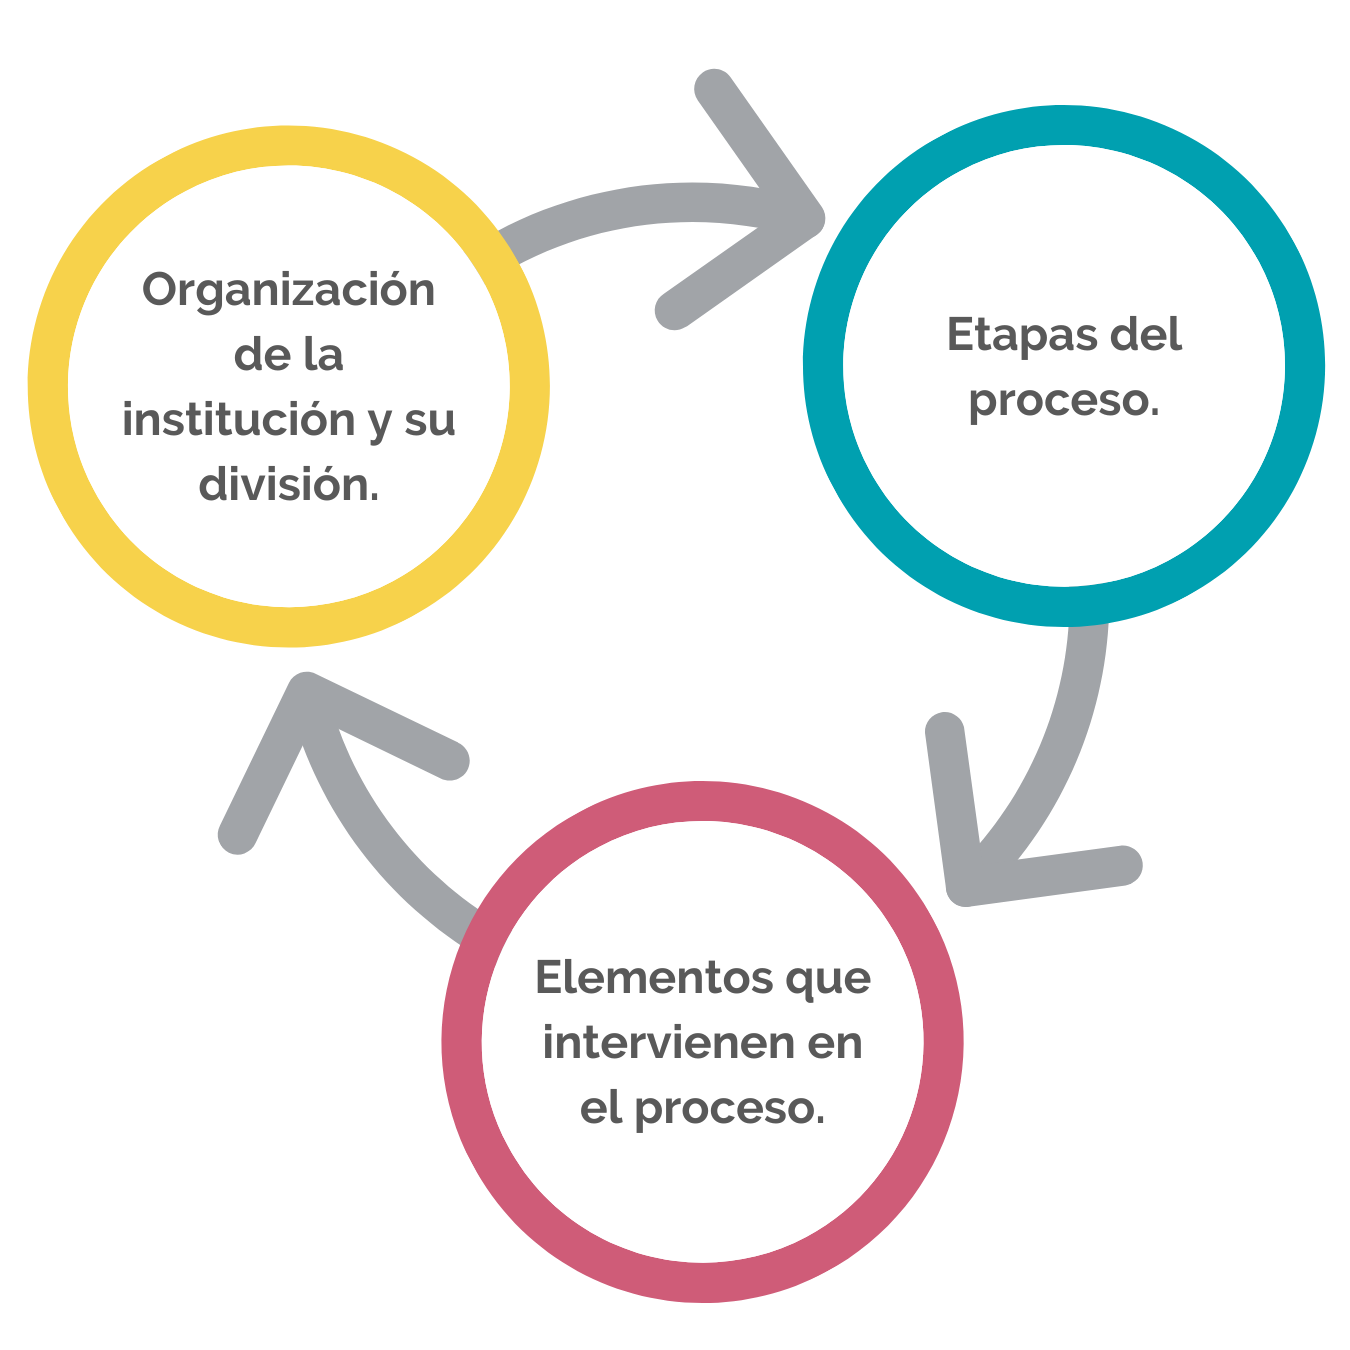 Organización
de la
institución y su
división.
Etapas del
proceso.
Elementos que
intervienen en
el proceso.